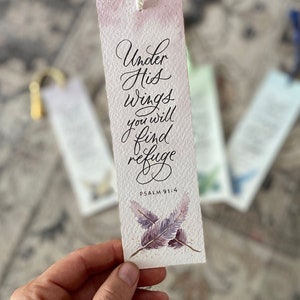 Under
His
wings
you will
find
refuge
PSALM 91:4